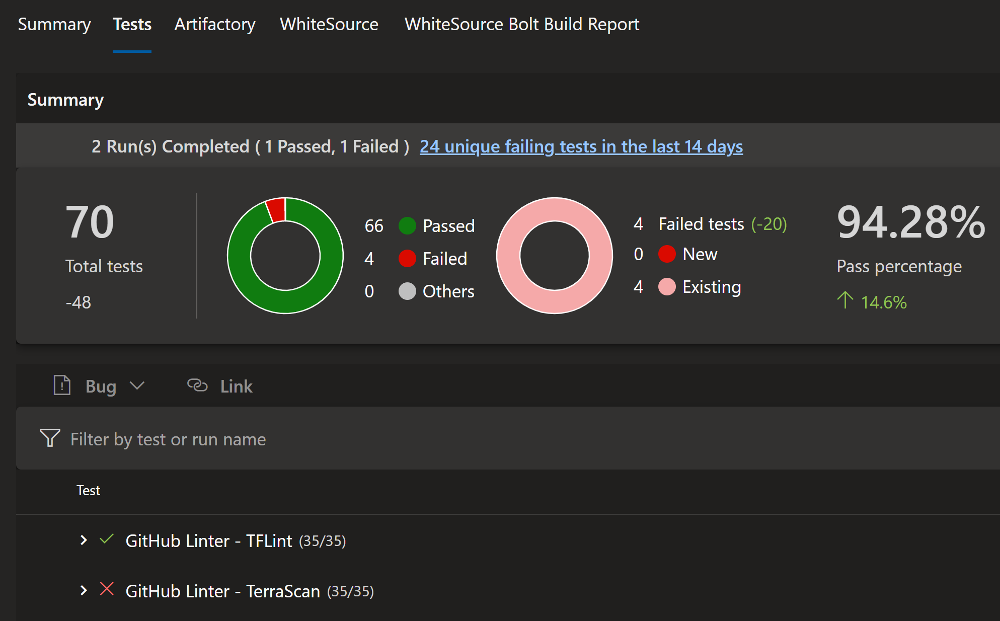 Summary Tests Artifactory WhiteSource WhiteSource Bolt Build Report
Summary
2 Run(s) Completed ( 1 Passed, 1 Failed ) 24 unique failing tests in the last 14 days
70
Total tests
-48
66 Passed
4 Failed
0 Others
4 Failed tests (-20)
0 New
4 Existing
94.28%
Pass percentage
14.6%
Bug Link
Filter by test or run name
Test
GitHub Linter - TFLint (35/35)
GitHub Linter - TerraScan (35/35)